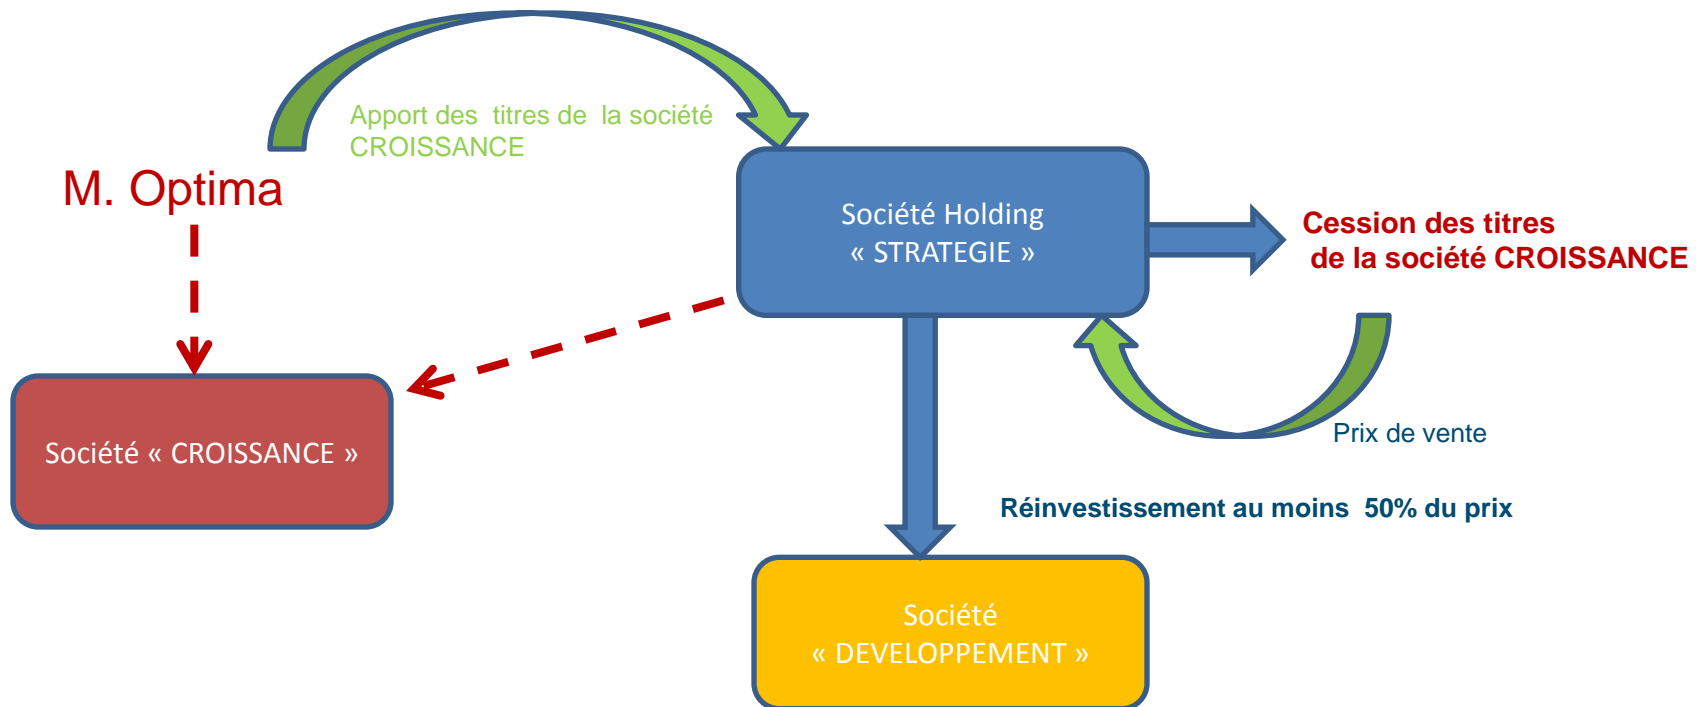 Apport des titres de la société
CROISSANCE
M. Optima
Société Holding
« STRATEGIE »
Cession des titres
de la société CROISSANCE
Société « CROISSANCE »
Prix de vente
Réinvestissement au moins 50% du prix
Société
« DEVELOPPEMENT »